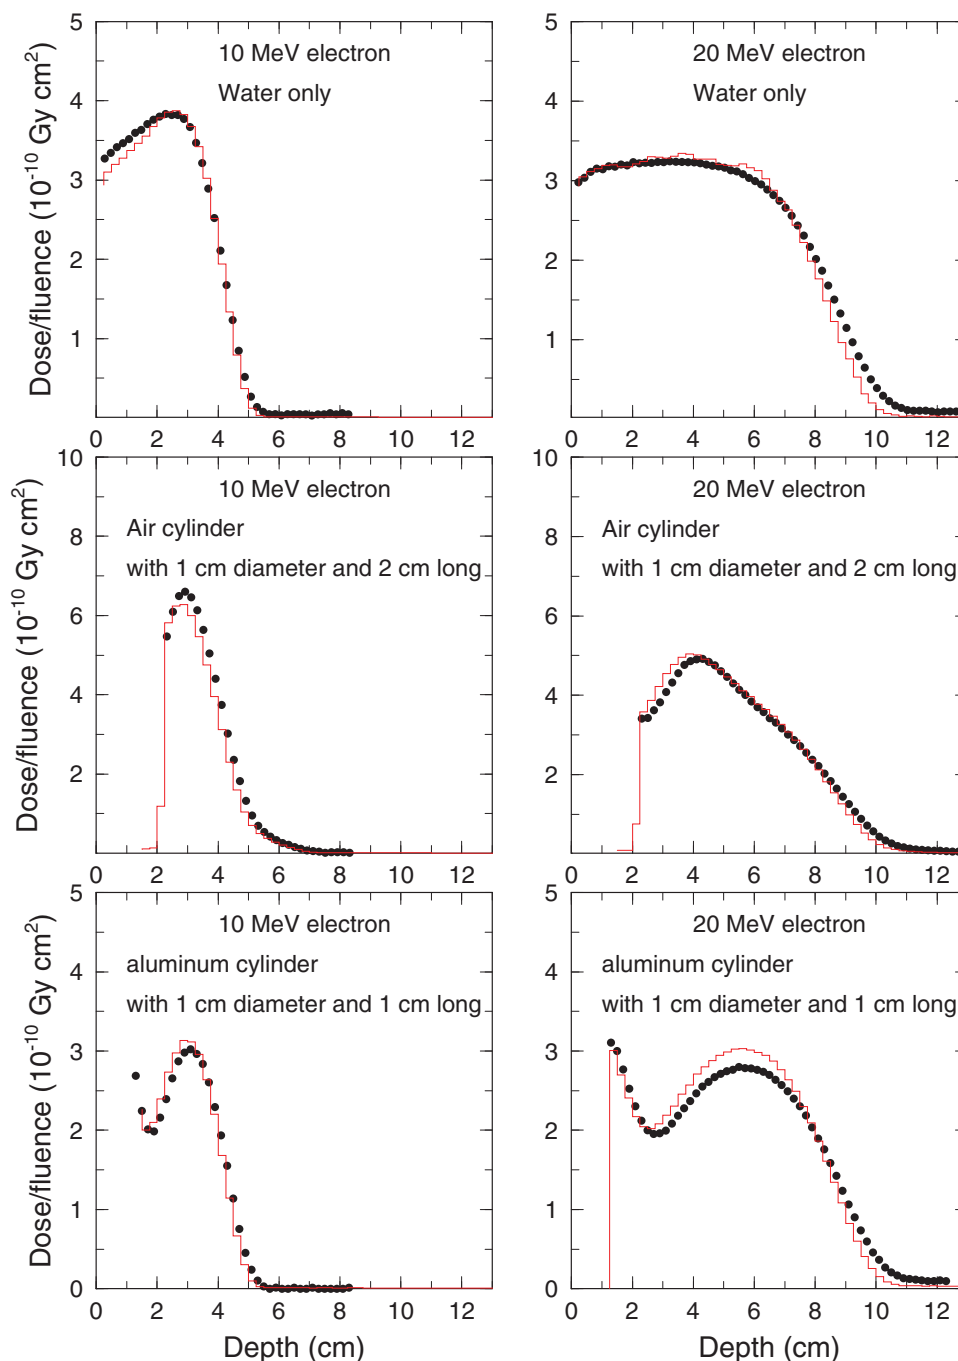 5
4
3
2
1
0 2 4 6 8 10 12
Dose/fluence (10⁻¹⁰ Gy cm²)
10 MeV electron
Water only
5
4
3
2
1
0 2 4 6 8 10 12
20 MeV electron
Water only
10
8
6
4
2
0 2 4 6 8 10 12
Dose/fluence (10⁻¹⁰ Gy cm²)
10 MeV electron
Air cylinder
with 1 cm diameter and 2 cm long
10
8
6
4
2
0 2 4 6 8 10 12
20 MeV electron
Air cylinder
with 1 cm diameter and 2 cm long
5
4
3
2
1
0
0 2 4 6 8 10 12
Dose/fluence (10⁻¹⁰ Gy cm²)
10 MeV electron
aluminum cylinder
with 1 cm diameter and 1 cm long
Depth (cm)
5
4
3
2
1
0
0 2 4 6 8 10 12
20 MeV electron
aluminum cylinder
with 1 cm diameter and 1 cm long
Depth (cm)